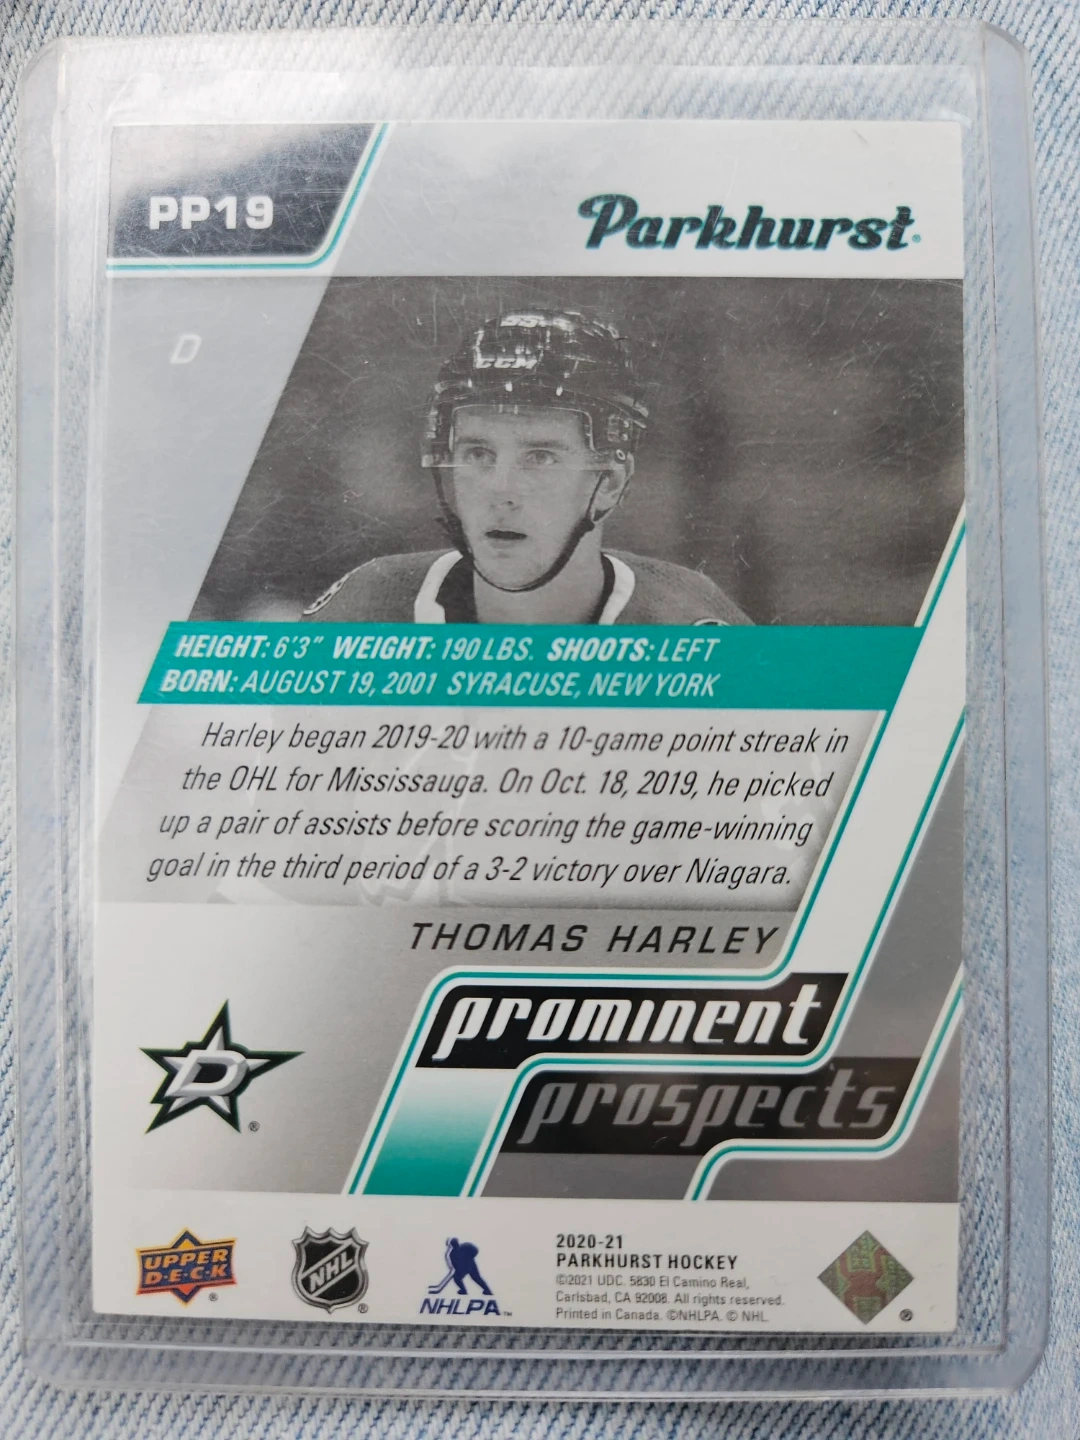 PP19
Parkhurst
D
55
CCM
HEIGHT: 6'3" WEIGHT: 190 LBS. SHOOTS: LEFT
BORN: AUGUST 19, 2001 SYRACUSE, NEW YORK
Harley began 2019-20 with a 10-game point streak in
the OHL for Mississauga. On Oct. 18, 2019, he picked
up a pair of assists before scoring the game-winning
goal in the third period of a 3-2 victory over Niagara.
THOMAS HARLEY
prominent
prospects
D
®
UPPER
D·E·C·K
®
NHL
®
NHLPA™
2020-21
PARKHURST HOCKEY
©2021 UDC. 5830 El Camino Real,
Carlsbad, CA 92008. All rights reserved.
Printed in Canada. ©NHLPA. © NHL.
®